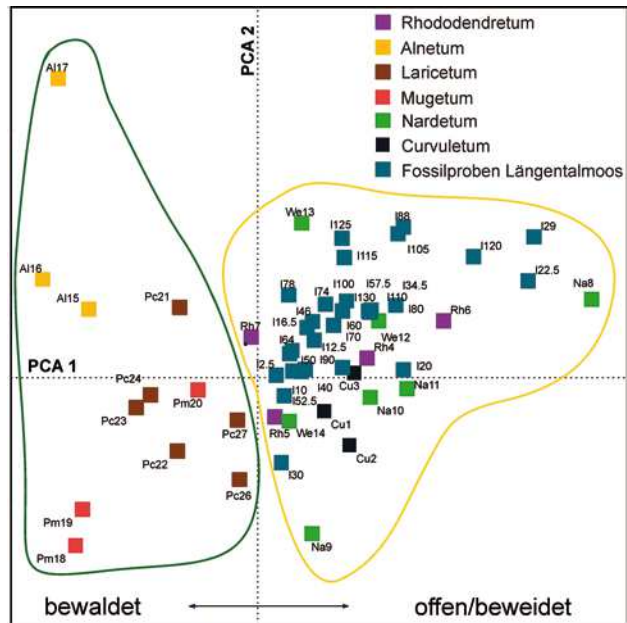 PCA 2
Rhododendretum
Alnetum
Laricetum
Mugetum
Nardetum
Curvuletum
Fossilproben Längentalmoos
Al17
We13
I125
I88
I29
I115
I105
I120
Al16
Al15
Pc21
I78
I74
I100
I57.5
I34.5
I22.5
Na8
I46
I130
I110
I80
Rh6
Rh7
I16.5
I60
We12
I64
I12.5
I70
Rh4
PCA 1
I2.5
I50
I90
I20
Pc24
Pm20
I10
I40
Cu3
Na11
Pc23
I52.5
Cu1
Na10
Pc27
Rh5
We14
Pc22
Cu2
Pc26
I30
Pm19
Pm18
Na9
bewaldet
offen/beweidet